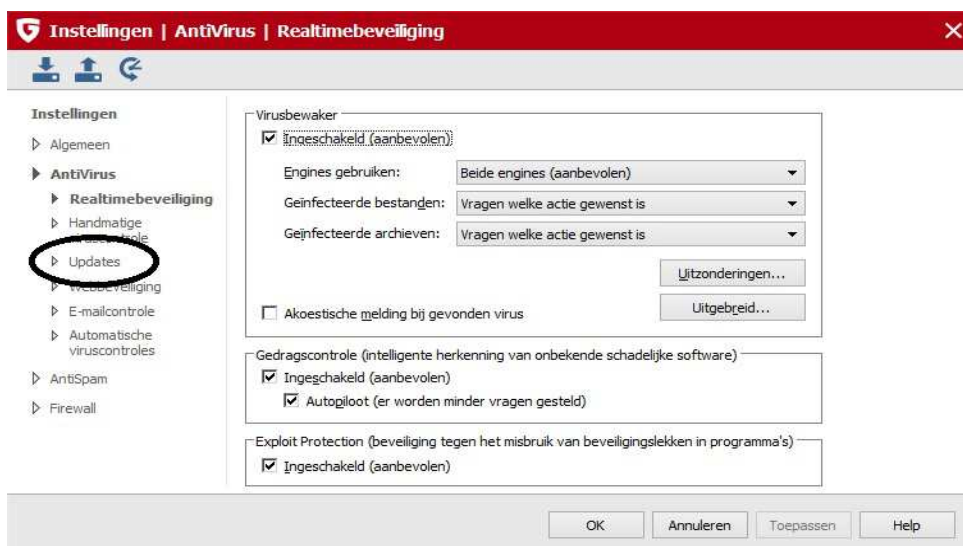 Instellingen | AntiVirus | Realtimebeveiliging
Instellingen
Algemeen
AntiVirus
Realtimebeveiliging
Handmatige
viruscontrole
Updates
Webbeveiliging
E-mailcontrole
Automatische
viruscontroles
AntiSpam
Firewall
Virusbewaker
Ingeschakeld (aanbevolen)
Engines gebruiken: Beide engines (aanbevolen)
Geïnfecteerde bestanden: Vragen welke actie gewenst is
Geïnfecteerde archieven: Vragen welke actie gewenst is
Uitzonderingen...
Akoestische melding bij gevonden virus
Uitgebreid...
Gedragscontrole (intelligente herkenning van onbekende schadelijke software)
Ingeschakeld (aanbevolen)
Autopiloot (er worden minder vragen gesteld)
Exploit Protection (beveiliging tegen het misbruik van beveiligingslekken in programma's)
Ingeschakeld (aanbevolen)
OK Annuleren Toepassen Help